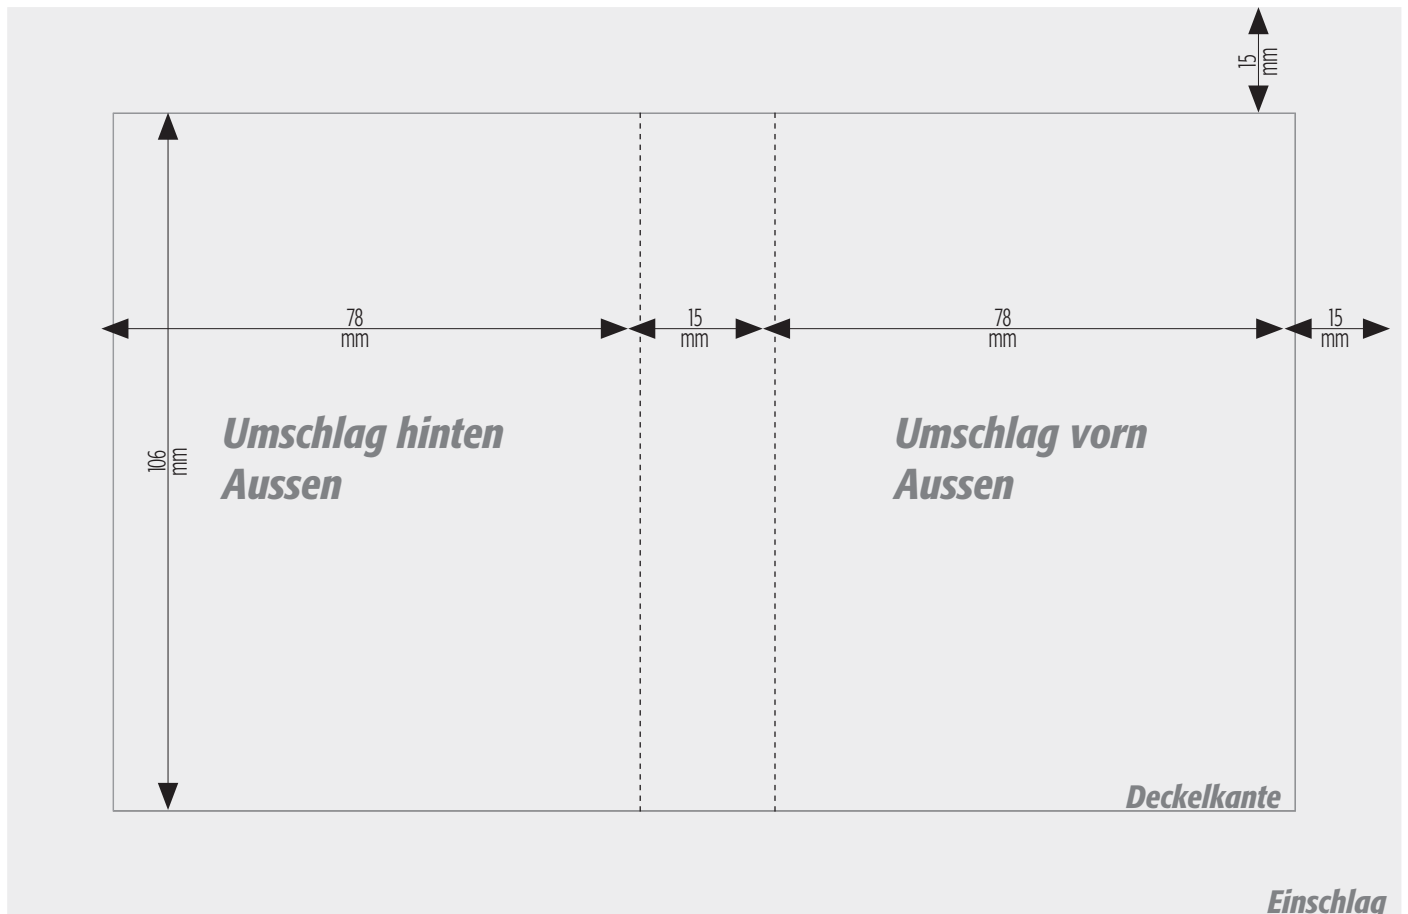 15
mm
78
mm
15
mm
78
mm
15
mm
Umschlag hinten
Aussen
Umschlag vorn
Aussen
106
mm
Deckelkante
Einschlag